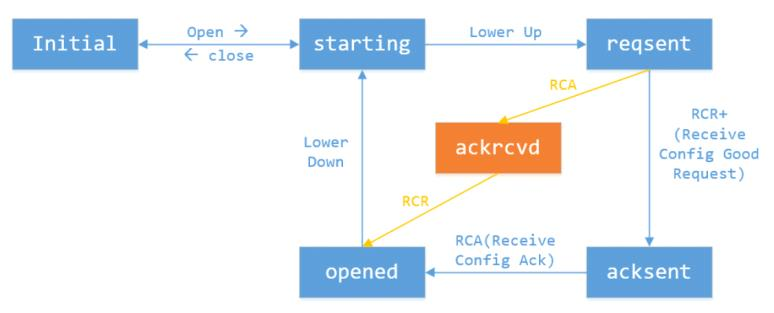 Initial
Open →
← close
starting
Lower Up
reqsent
RCA
ackrcvd
RCR+
(Receive
Config Good
Request)
Lower
Down
RCR
RCA(Receive
Config Ack)
opened
acksent